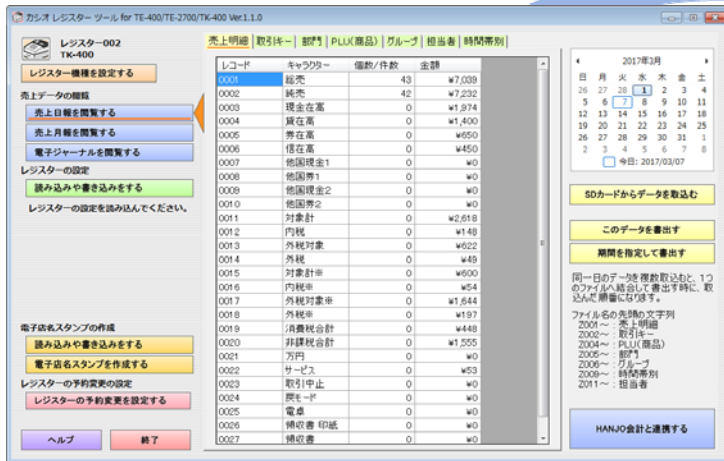 カシオ レジスター ツール for TE-400/TE-2700/TK-400 Ver.1.1.0
レジスター002
TK-400
レジスター機種を設定する
売上データの閲覧
売上日報を閲覧する
売上月報を閲覧する
電子ジャーナルを閲覧する
レジスターの設定
読み込みや書き込みをする
レジスターの設定を読み込んでください。
電子店名スタンプの作成
読み込みや書き込みをする
電子店名スタンプを作成する
レジスターの予約変更の設定
レジスターの予約変更を設定する
ヘルプ 終了
売上明細 取引キー 部門 PLU(商品) グループ 担当者 時間帯別
レコード キャラクター 個数/件数 金額
0001 総売 43 ¥7,039
0002 純売 42 ¥7,232
0003 現金在高 0 ¥1,974
0004 貸在高 0 ¥1,400
0005 券在高 0 ¥650
0006 信在高 0 ¥450
0007 他国現金1 0 ¥0
0008 他国券1 0 ¥0
0009 他国現金2 0 ¥0
0010 他国券2 0 ¥0
0011 対象計 0 ¥2,618
0012 内税 0 ¥148
0013 外税対象 0 ¥622
0014 外税 0 ¥49
0015 対象計※ 0 ¥600
0016 内税※ 0 ¥54
0017 外税対象※ 0 ¥1,644
0018 外税※ 0 ¥197
0019 消費税合計 0 ¥448
0020 非課税合計 0 ¥1,555
0021 万円 0 ¥0
0022 サービス 0 ¥53
0023 取引中止 0 ¥0
0024 戻モード 0 ¥0
0025 電卓 0 ¥0
0026 領収書 印紙 0 ¥0
0027 領収書 0 ¥0
2017年3月
日 月 火 水 木 金 土
26 27 28 1 2 3 4
5 6 7 8 9 10 11
12 13 14 15 16 17 18
19 20 21 22 23 24 25
26 27 28 29 30 31 1
2 3 4 5 6 7 8
今日: 2017/03/07
SDカードからデータを取込む
このデータを書出す
期間を指定して書出す
同一日のデータを複数取込むと、1つ
のファイルへ結合して書出す時に、取
込んだ順番になります。
ファイル名の先頭の文字列
Z001～ : 売上明細
Z002～ : 取引キー
Z004～ : PLU(商品)
Z005～ : 部門
Z006～ : グループ
Z009～ : 時間帯別
Z011～ : 担当者
HANJO会計と連携する